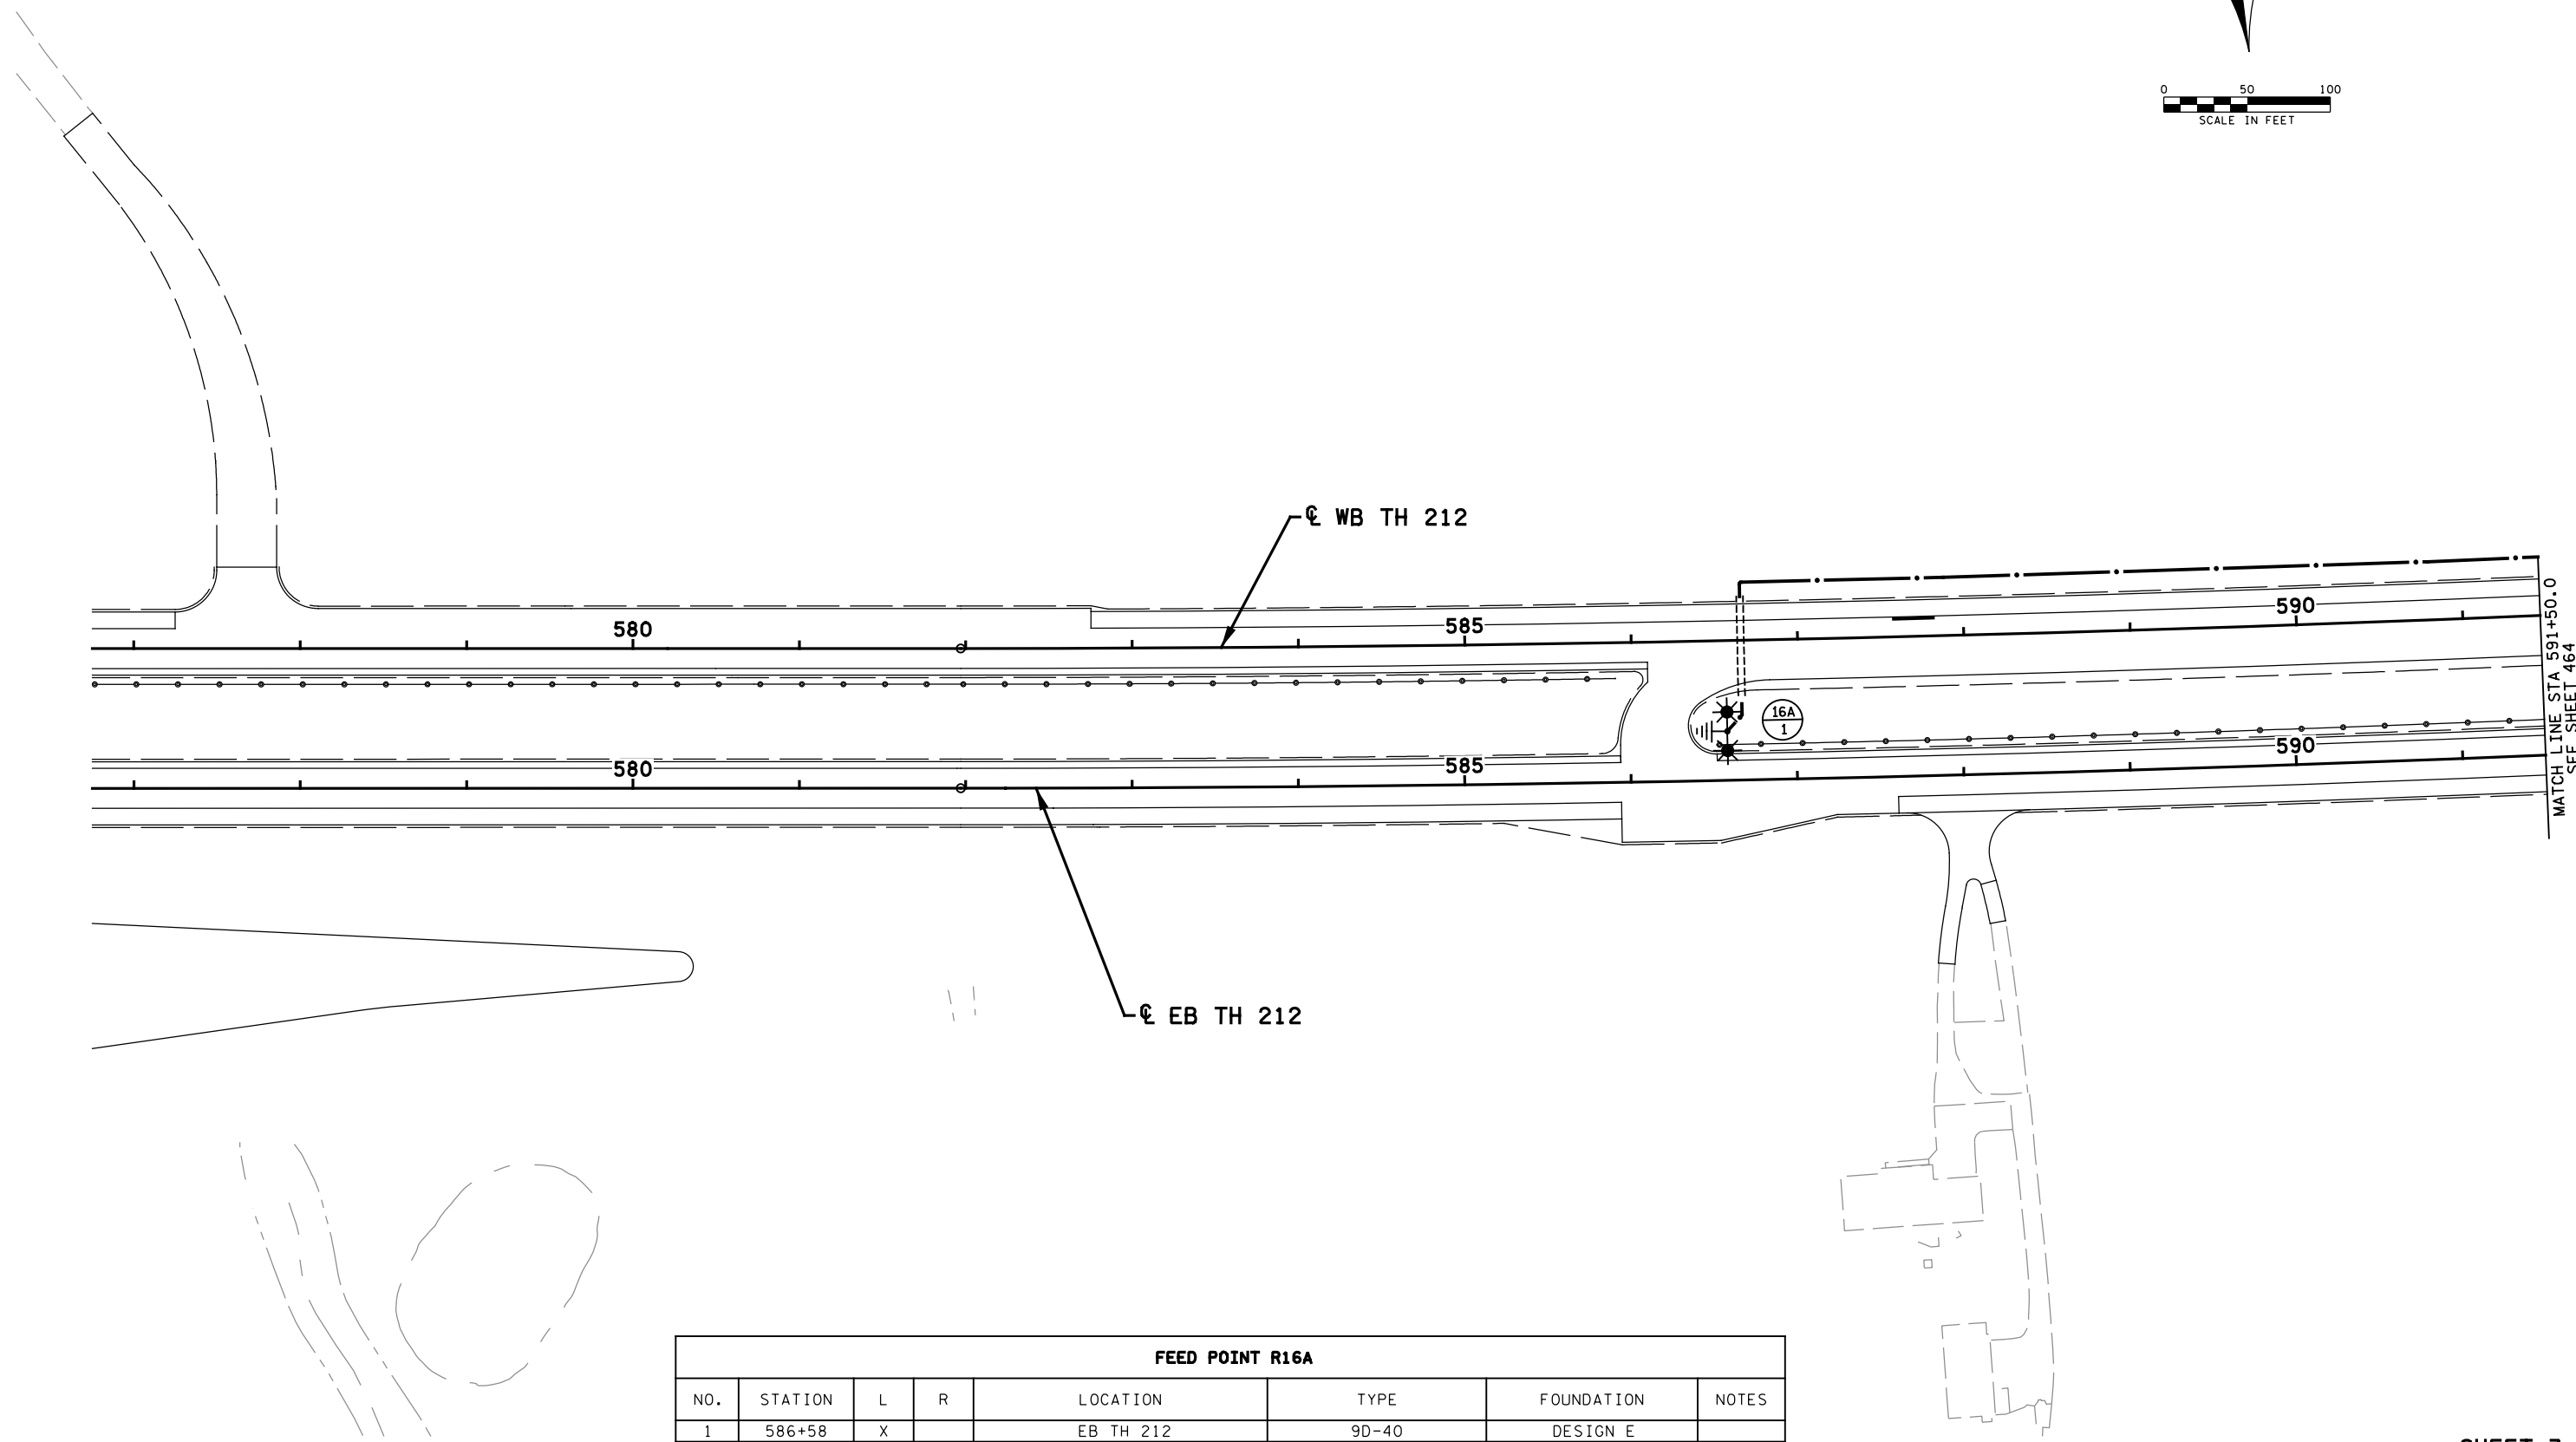 0 50 100
SCALE IN FEET
℄ WB TH 212
580 585 590
MATCH LINE STA 591+50.0
SEE SHEET 464
16A
1
580 585 590
℄ EB TH 212
FEED POINT R16A
NO. STATION L R LOCATION TYPE FOUNDATION NOTES
1 586+58 X EB TH 212 9D-40 DESIGN E